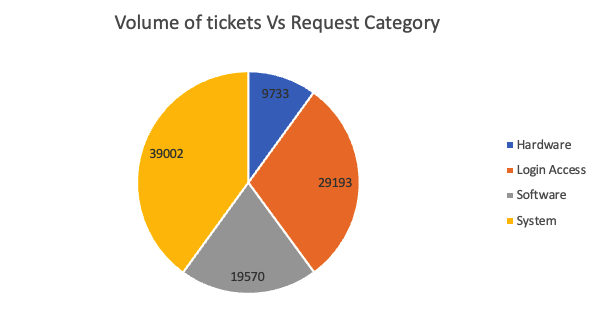 Volume of tickets Vs Request Category
9733
39002
29193
19570
Hardware
Login Access
Software
System